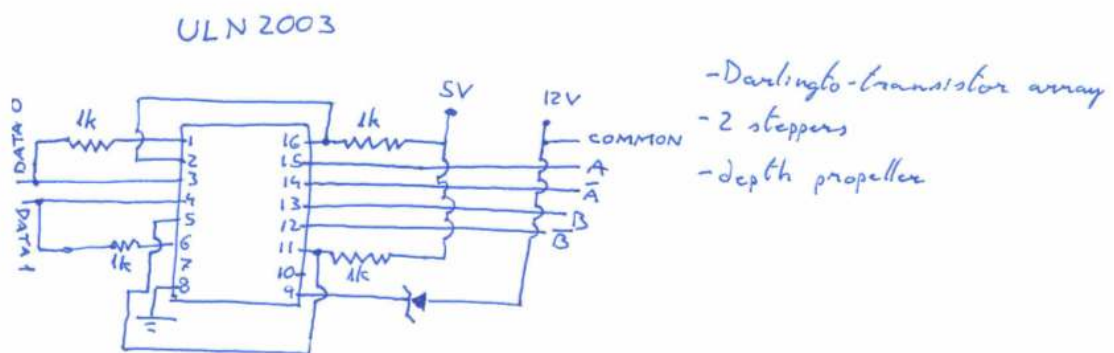 ULN 2003
DATA 0
DATA 1
1k
1k
1
2
3
4
5
6
7
8
16
15
14
13
12
11
10
9
1k
1k
5V
12V
COMMON
A
A̅
B
B̅
-Darlingto-transistor array
-2 steppers
-depth propeller